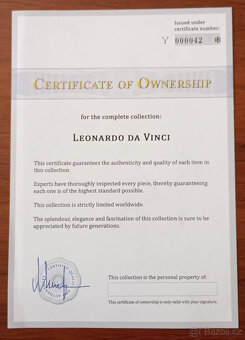 Issued under
certificate number:
Y 000042 *
CERTIFICATE OF OWNERSHIP
for the complete collection:
LEONARDO DA VINCI
This certificate guarantees the authenticity and quality of each item in
this collection.
Experts have thoroughly inspected every piece, thereby guaranteeing
each one is of the highest standard possible.
This collection is strictly limited worldwide.
The splendour, elegance and fascination of this collection is sure to be
appreciated by future generations.
This collection is the personal property of:
This certificate of ownership is only valid with your signature.
Bazos.cz